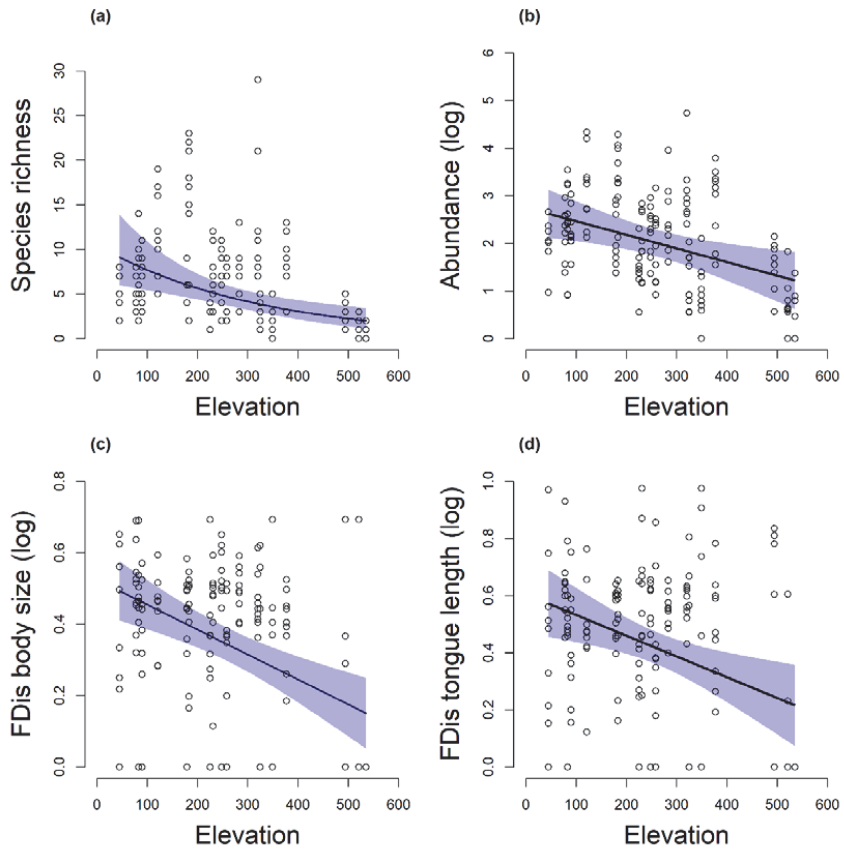 (a)
Species richness
0
5
10
15
20
25
30
0 100 200 300 400 500 600
Elevation
(b)
Abundance (log)
0
1
2
3
4
5
6
0 100 200 300 400 500 600
Elevation
(c)
FDis body size (log)
0.0
0.2
0.4
0.6
0.8
0 100 200 300 400 500 600
Elevation
(d)
FDis tongue length (log)
0.0
0.2
0.4
0.6
0.8
1.0
0 100 200 300 400 500 600
Elevation